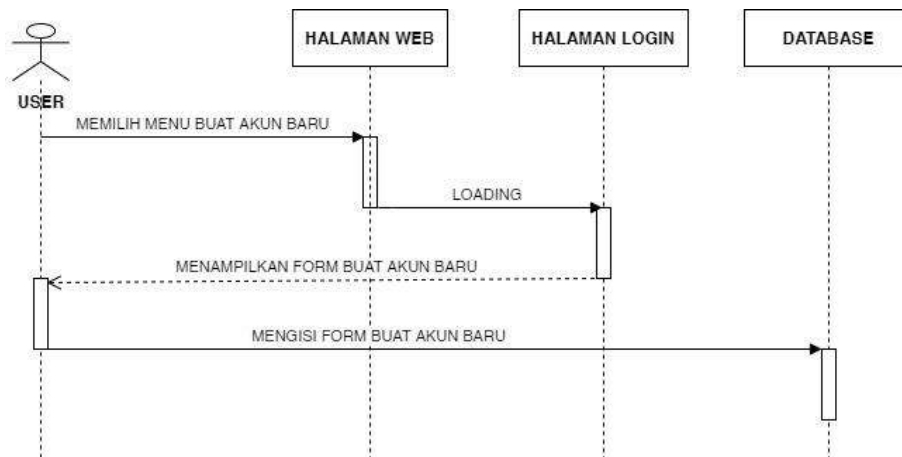 HALAMAN WEB
HALAMAN LOGIN
DATABASE
USER
MEMILIH MENU BUAT AKUN BARU
LOADING
MENAMPILKAN FORM BUAT AKUN BARU
MENGISI FORM BUAT AKUN BARU